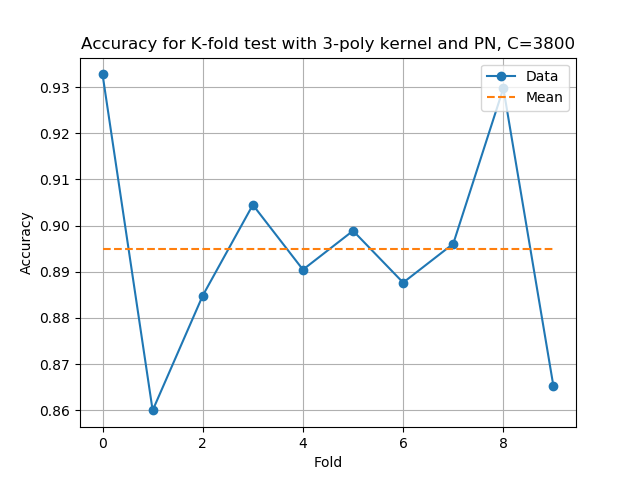 Accuracy for K-fold test with 3-poly kernel and PN, C=3800
Data
Mean
0.93
0.92
0.91
0.90
0.89
0.88
0.87
0.86
Accuracy
0
2
4
6
8
Fold